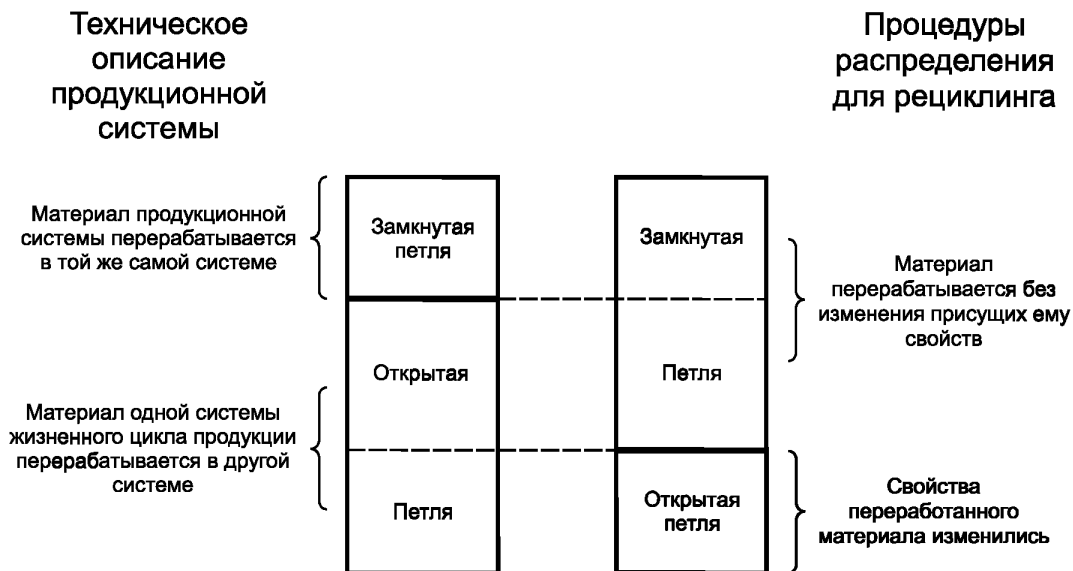 Техническое
описание
продукционной
системы
Процедуры
распределения
для рециклинга
Материал продукционной
системы перерабатывается
в той же самой системе
Замкнутая
петля
Замкнутая
Материал
перерабатывается без
изменения присущих ему
свойств
Открытая
Петля
Материал одной системы
жизненного цикла продукции
перерабатывается в другой
системе
Петля
Открытая
петля
Свойства
переработанного
материала изменились